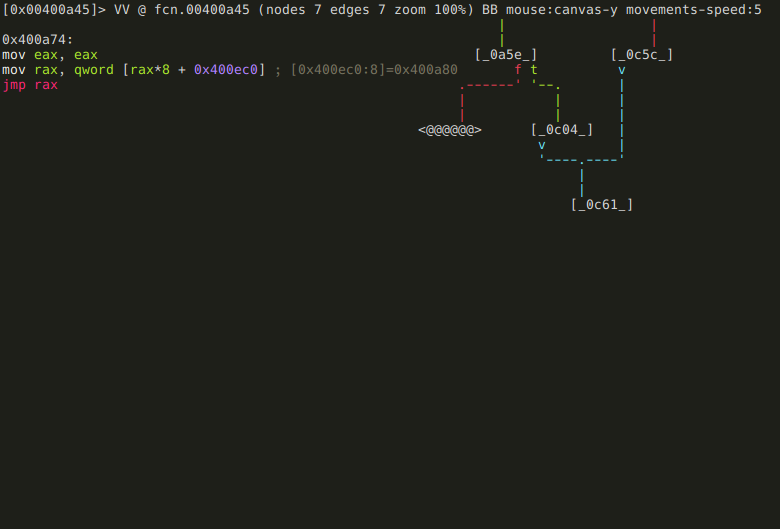 [0x00400a45]> VV @ fcn.00400a45 (nodes 7 edges 7 zoom 100%) BB mouse:canvas-y movements-speed:5
0x400a74:
mov eax, eax
[_0a5e_] [_0c5c_]
mov rax, qword [rax*8 + 0x400ec0] ; [0x400ec0:8]=0x400a80
f t v
jmp rax
<@@@@@@> [_0c04_]
v
[_0c61_]